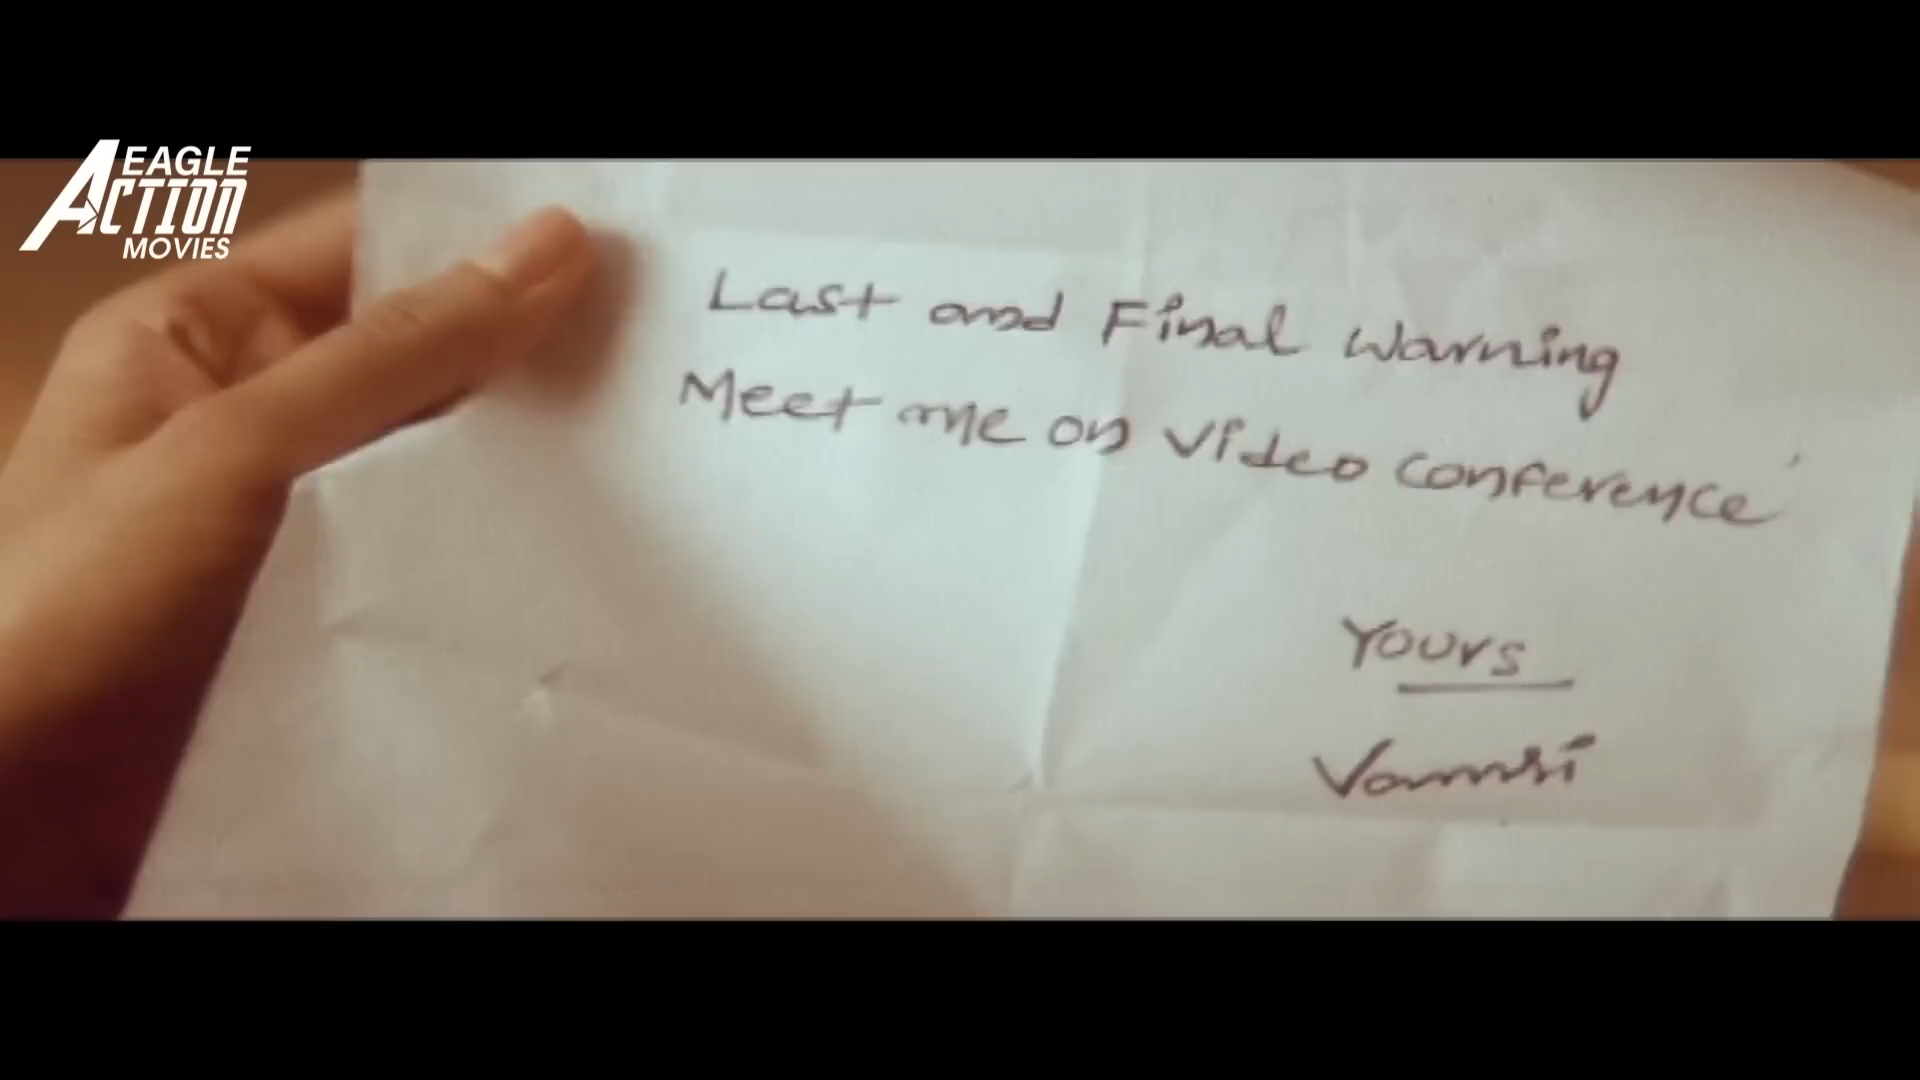 EAGLE
ACTION
MOVIES
Last and Final Warning
Meet me on Video Conference
Yours
Vamsi